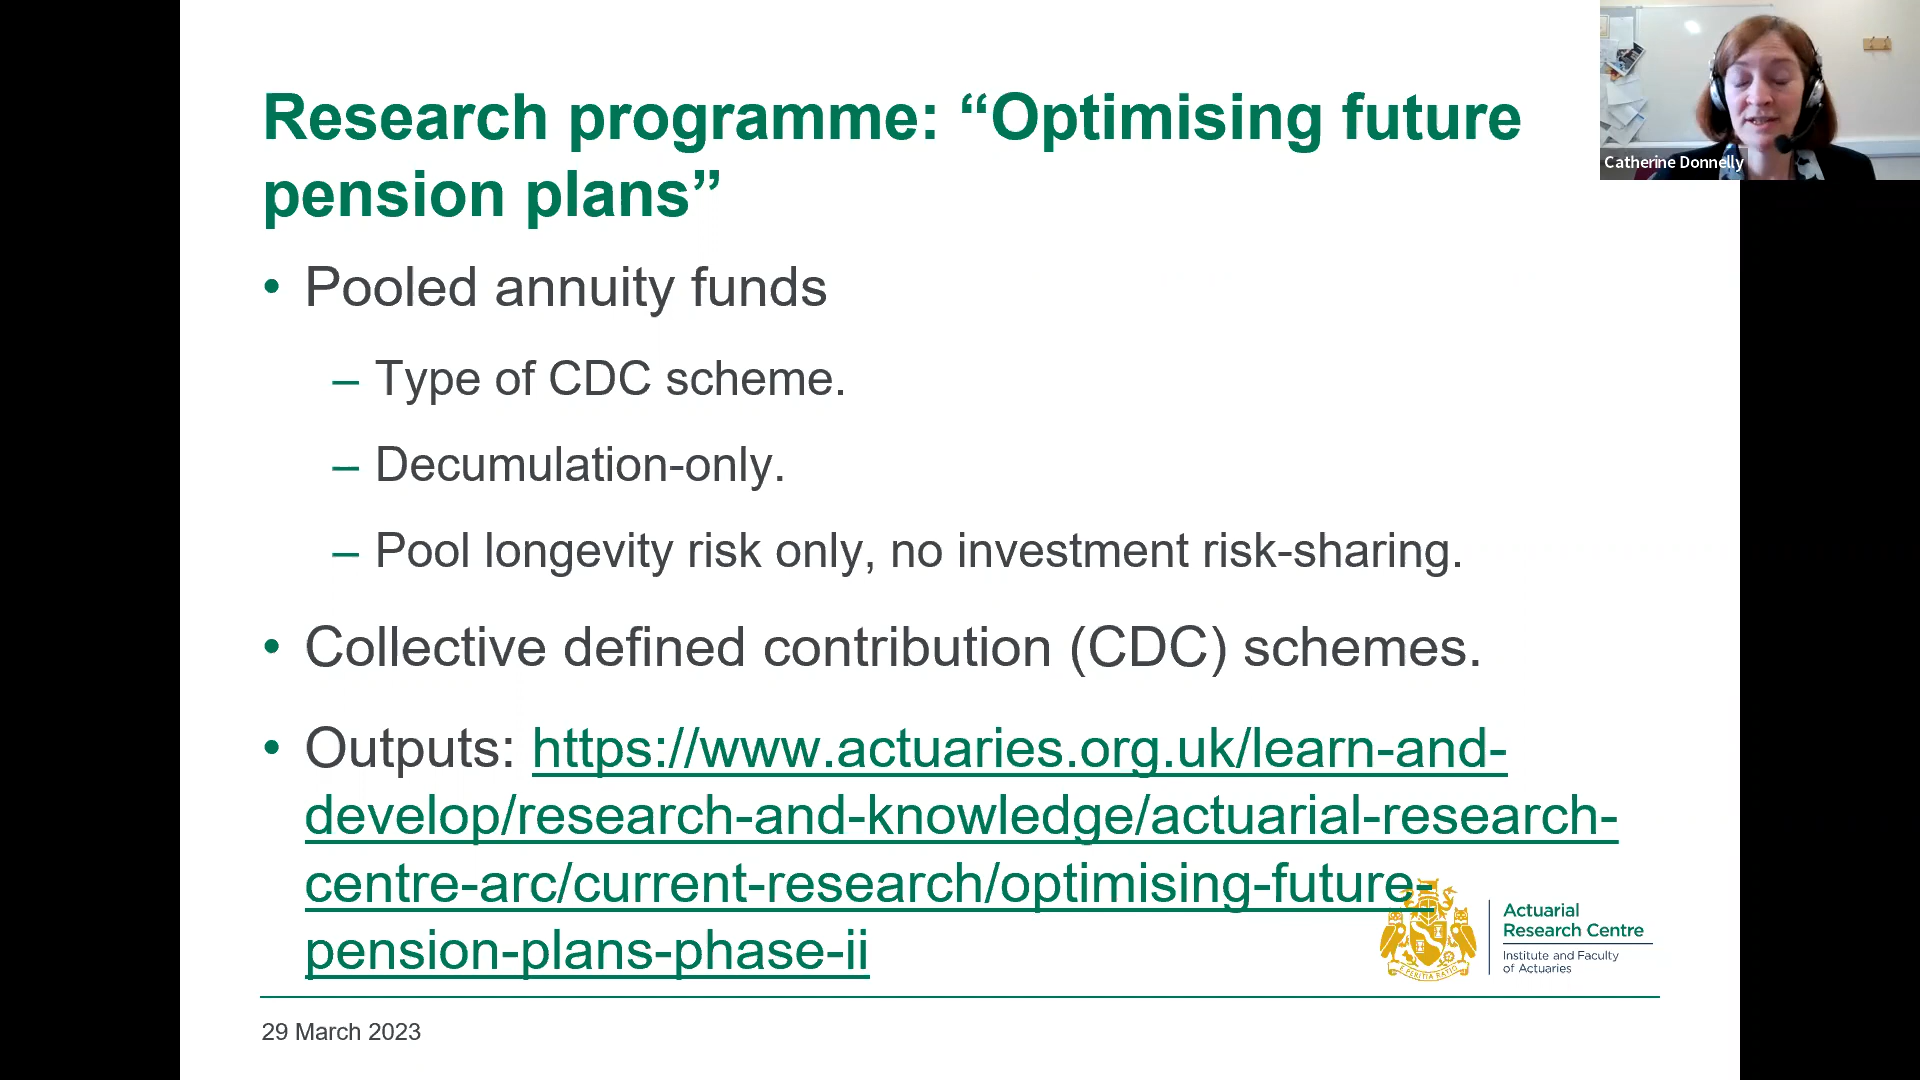 Research programme: “Optimising future
pension plans”
• Pooled annuity funds
– Type of CDC scheme.
– Decumulation-only.
– Pool longevity risk only, no investment risk-sharing.
• Collective defined contribution (CDC) schemes.
• Outputs: https://www.actuaries.org.uk/learn-and-
develop/research-and-knowledge/actuarial-research-
centre-arc/current-research/optimising-future-
pension-plans-phase-ii
Actuarial
Research Centre
Institute and Faculty
of Actuaries
E PERITIA RATIO
29 March 2023
Catherine Donnelly